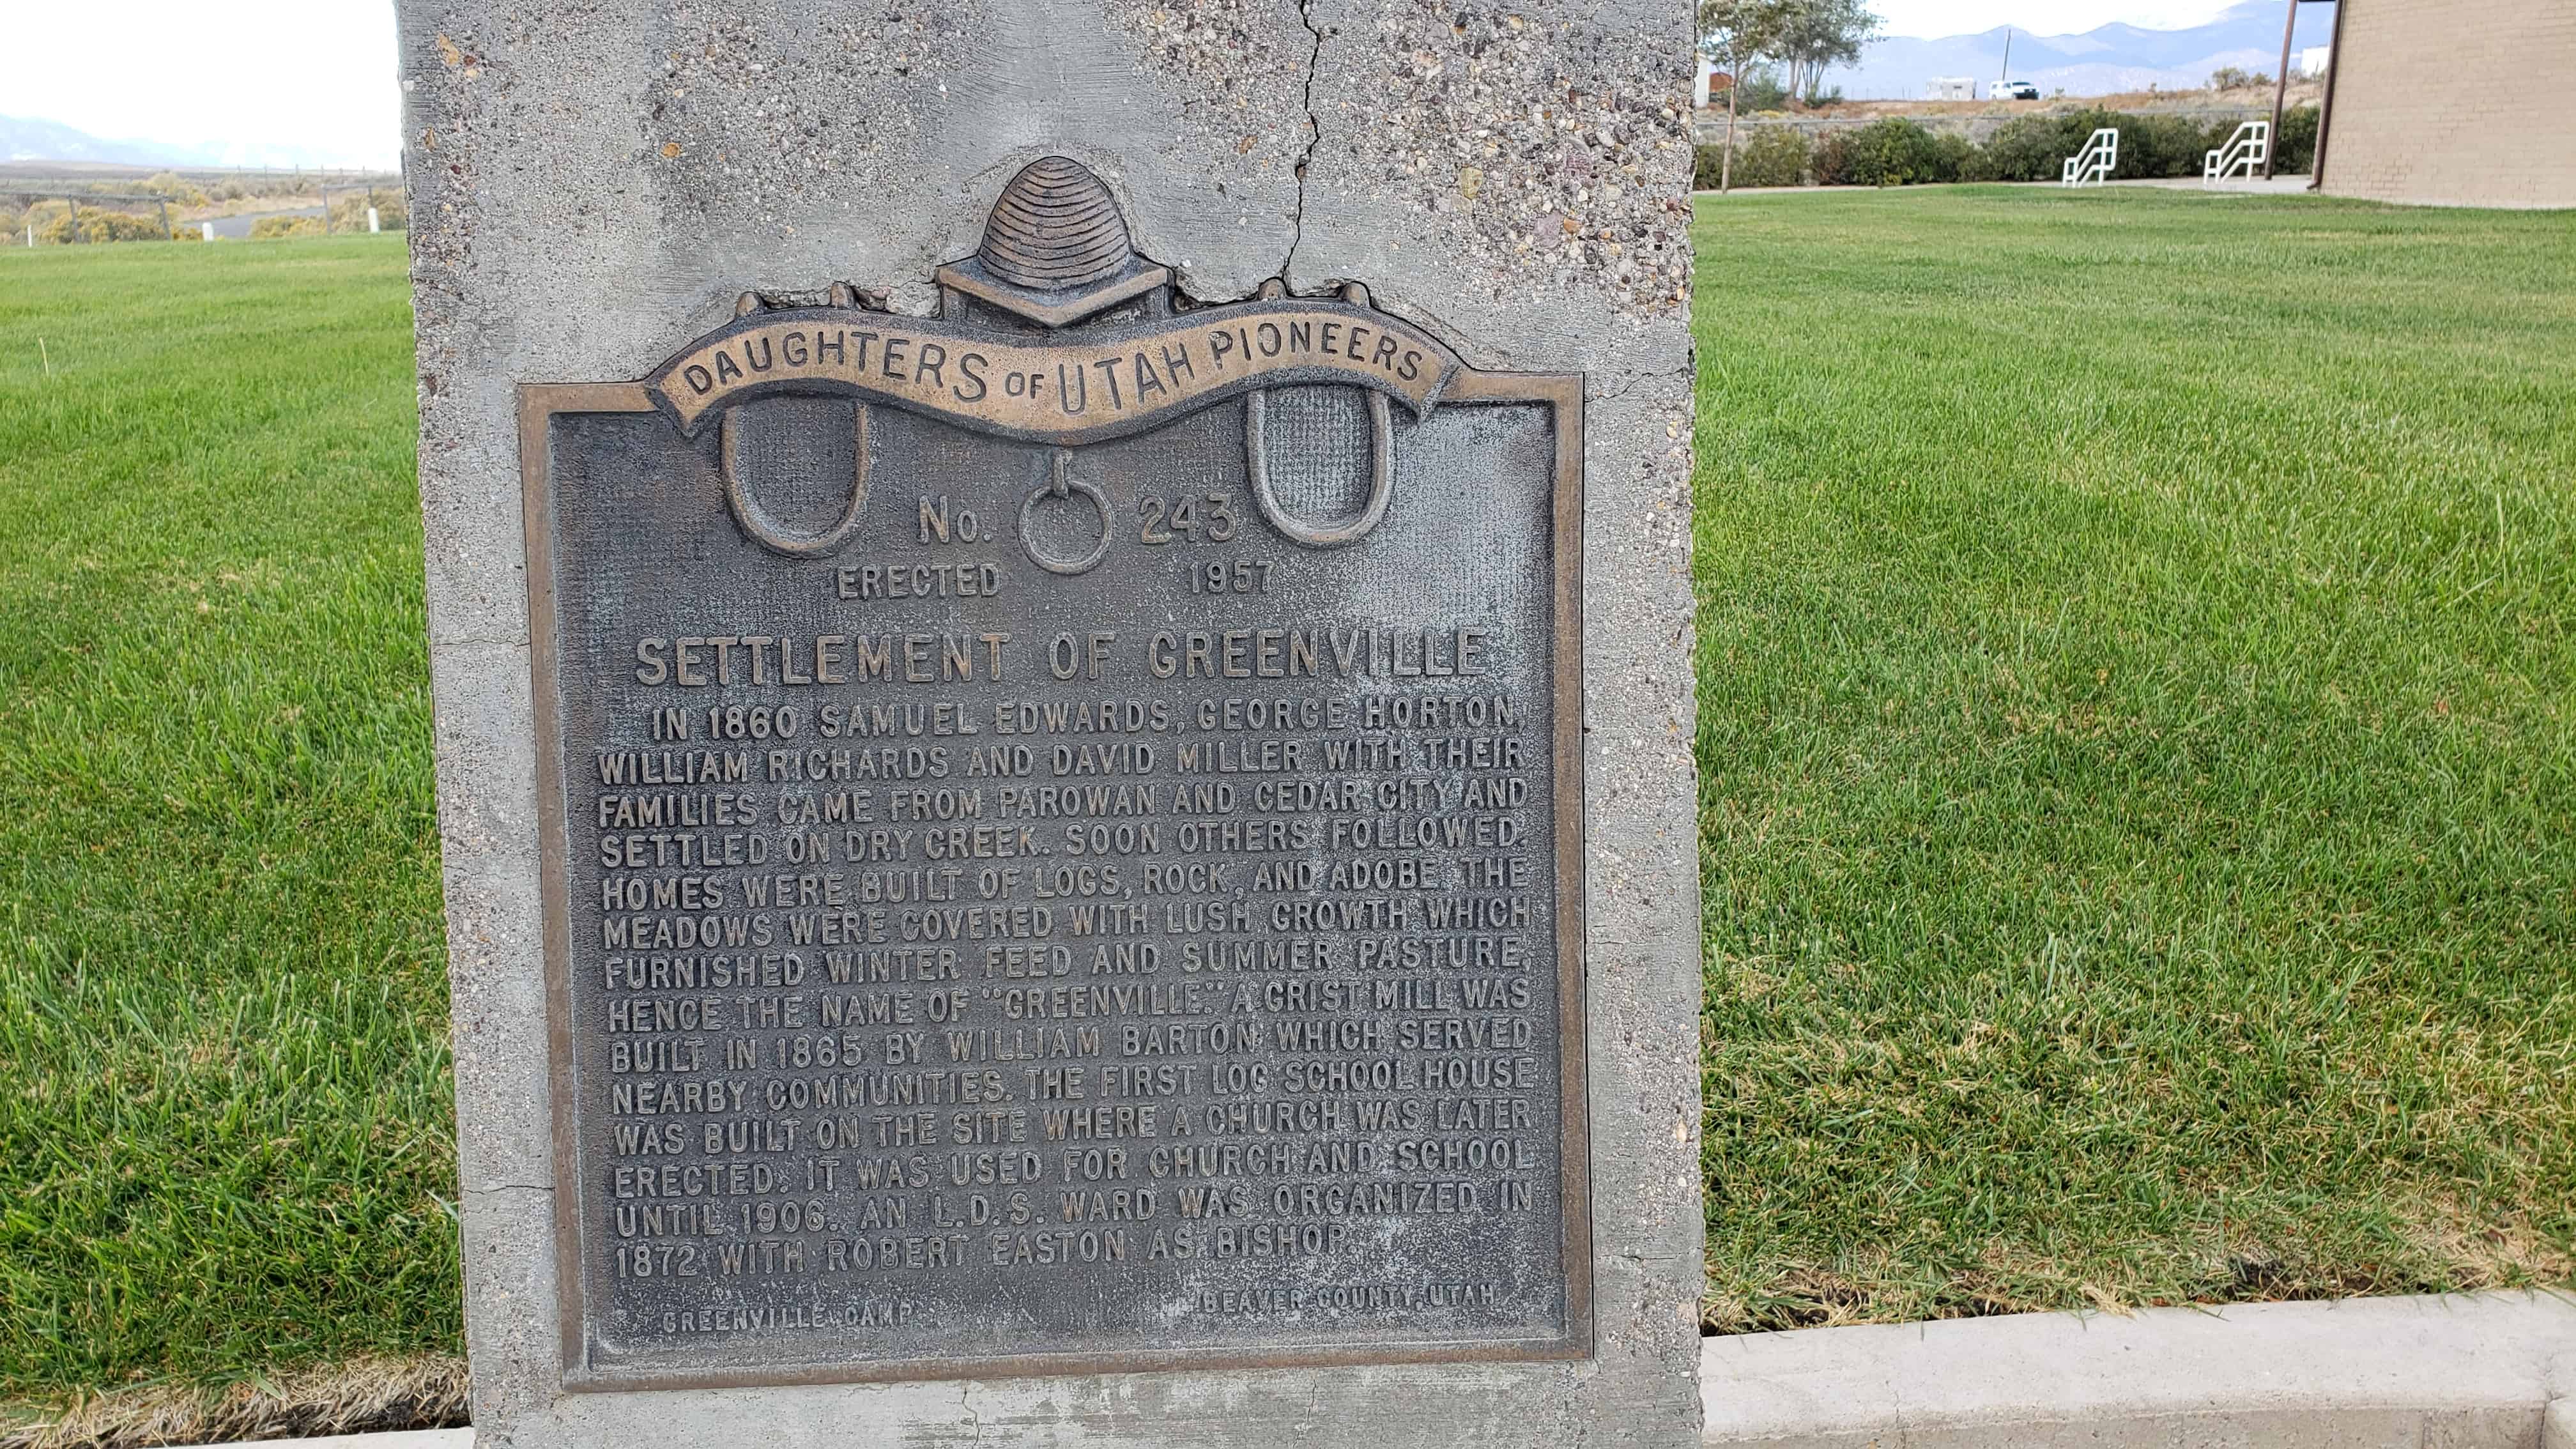 DAUGHTERS OF UTAH PIONEERS
No. 243
ERECTED 1957
SETTLEMENT OF GREENVILLE
IN 1860 SAMUEL EDWARDS, GEORGE HORTON,
WILLIAM RICHARDS AND DAVID MILLER WITH THEIR
FAMILIES CAME FROM PAROWAN AND CEDAR CITY AND
SETTLED ON DRY CREEK. SOON OTHERS FOLLOWED.
HOMES WERE BUILT OF LOGS, ROCK, AND ADOBE. THE
MEADOWS WERE COVERED WITH LUSH GROWTH WHICH
FURNISHED WINTER FEED AND SUMMER PASTURE,
HENCE THE NAME OF "GREENVILLE." A GRIST MILL WAS
BUILT IN 1865 BY WILLIAM BARTON WHICH SERVED
NEARBY COMMUNITIES. THE FIRST LOG SCHOOL HOUSE
WAS BUILT ON THE SITE WHERE A CHURCH WAS LATER
ERECTED. IT WAS USED FOR CHURCH AND SCHOOL
UNTIL 1906. AN L.D.S. WARD WAS ORGANIZED IN
1872 WITH ROBERT EASTON AS BISHOP.
GREENVILLE CAMP BEAVER COUNTY, UTAH